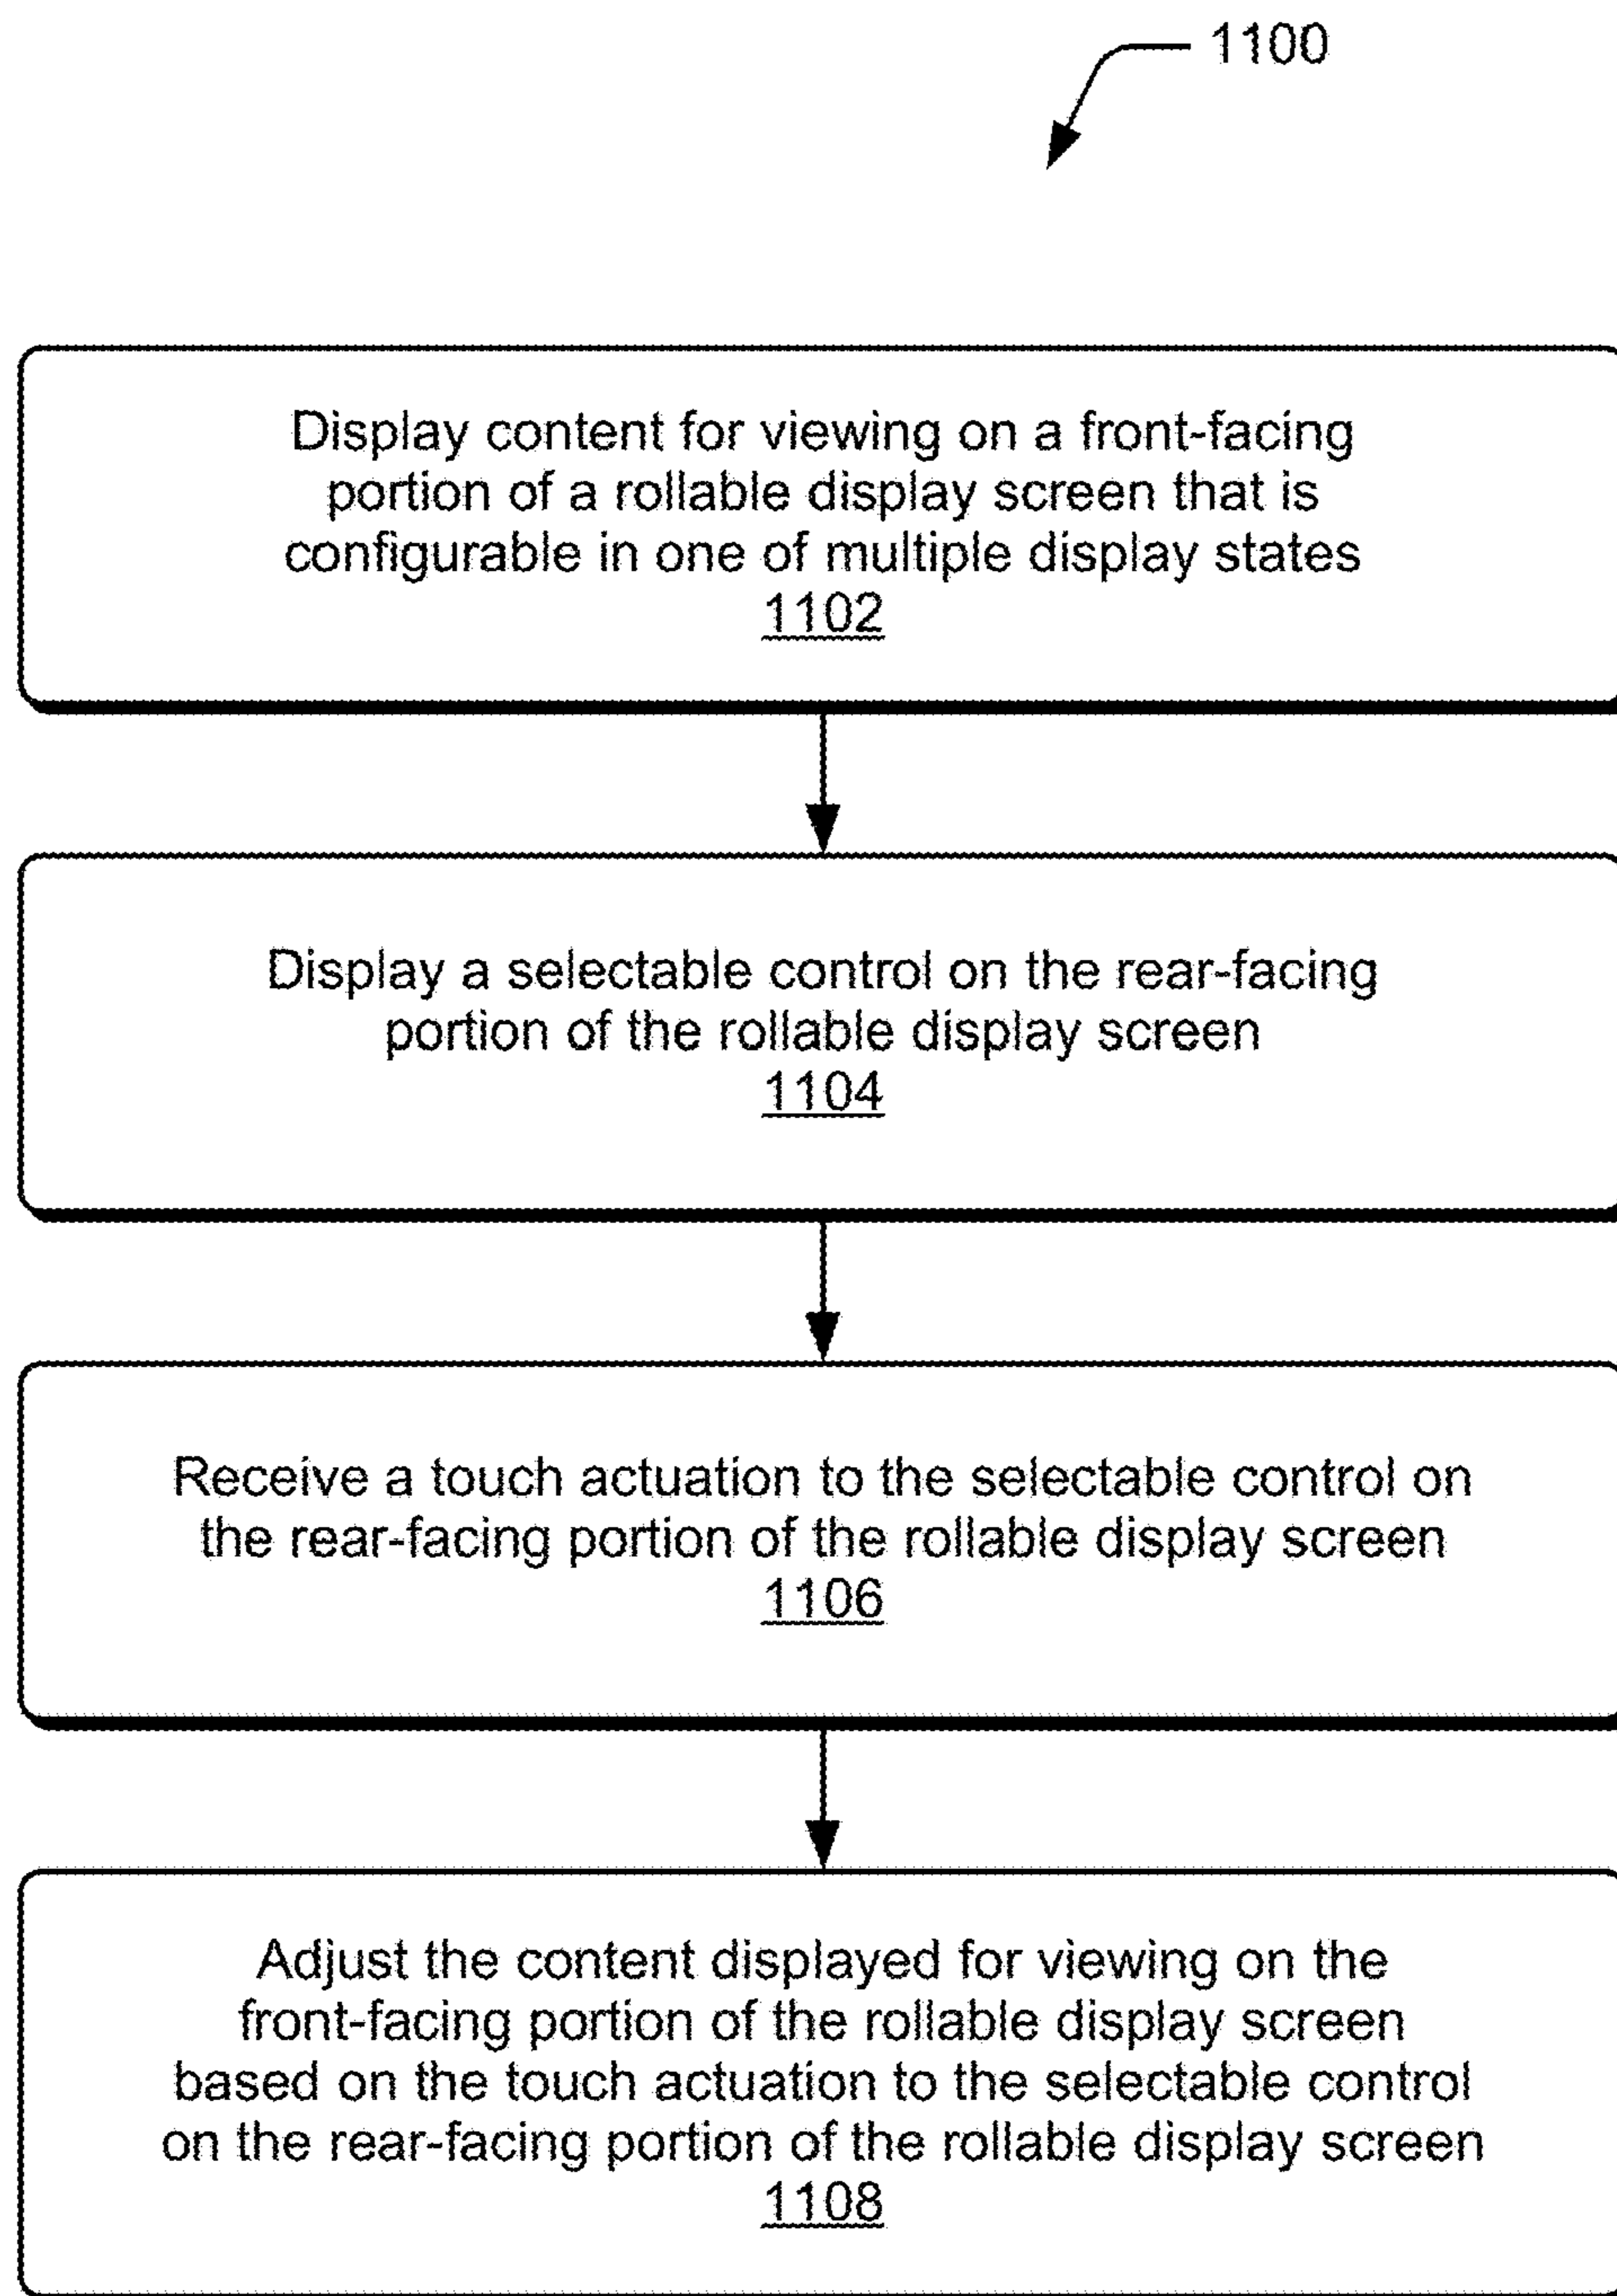 1100
Display content for viewing on a front-facing
portion of a rollable display screen that is
configurable in one of multiple display states
1102
Display a selectable control on the rear-facing
portion of the rollable display screen
1104
Receive a touch actuation to the selectable control on
the rear-facing portion of the rollable display screen
1106
Adjust the content displayed for viewing on the
front-facing portion of the rollable display screen
based on the touch actuation to the selectable control
on the rear-facing portion of the rollable display screen
1108